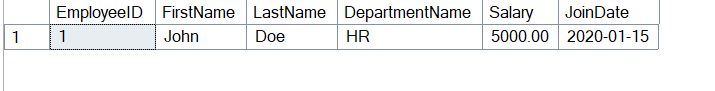 EmployeeID FirstName LastName DepartmentName Salary JoinDate
1 1 John Doe HR 5000.00 2020-01-15